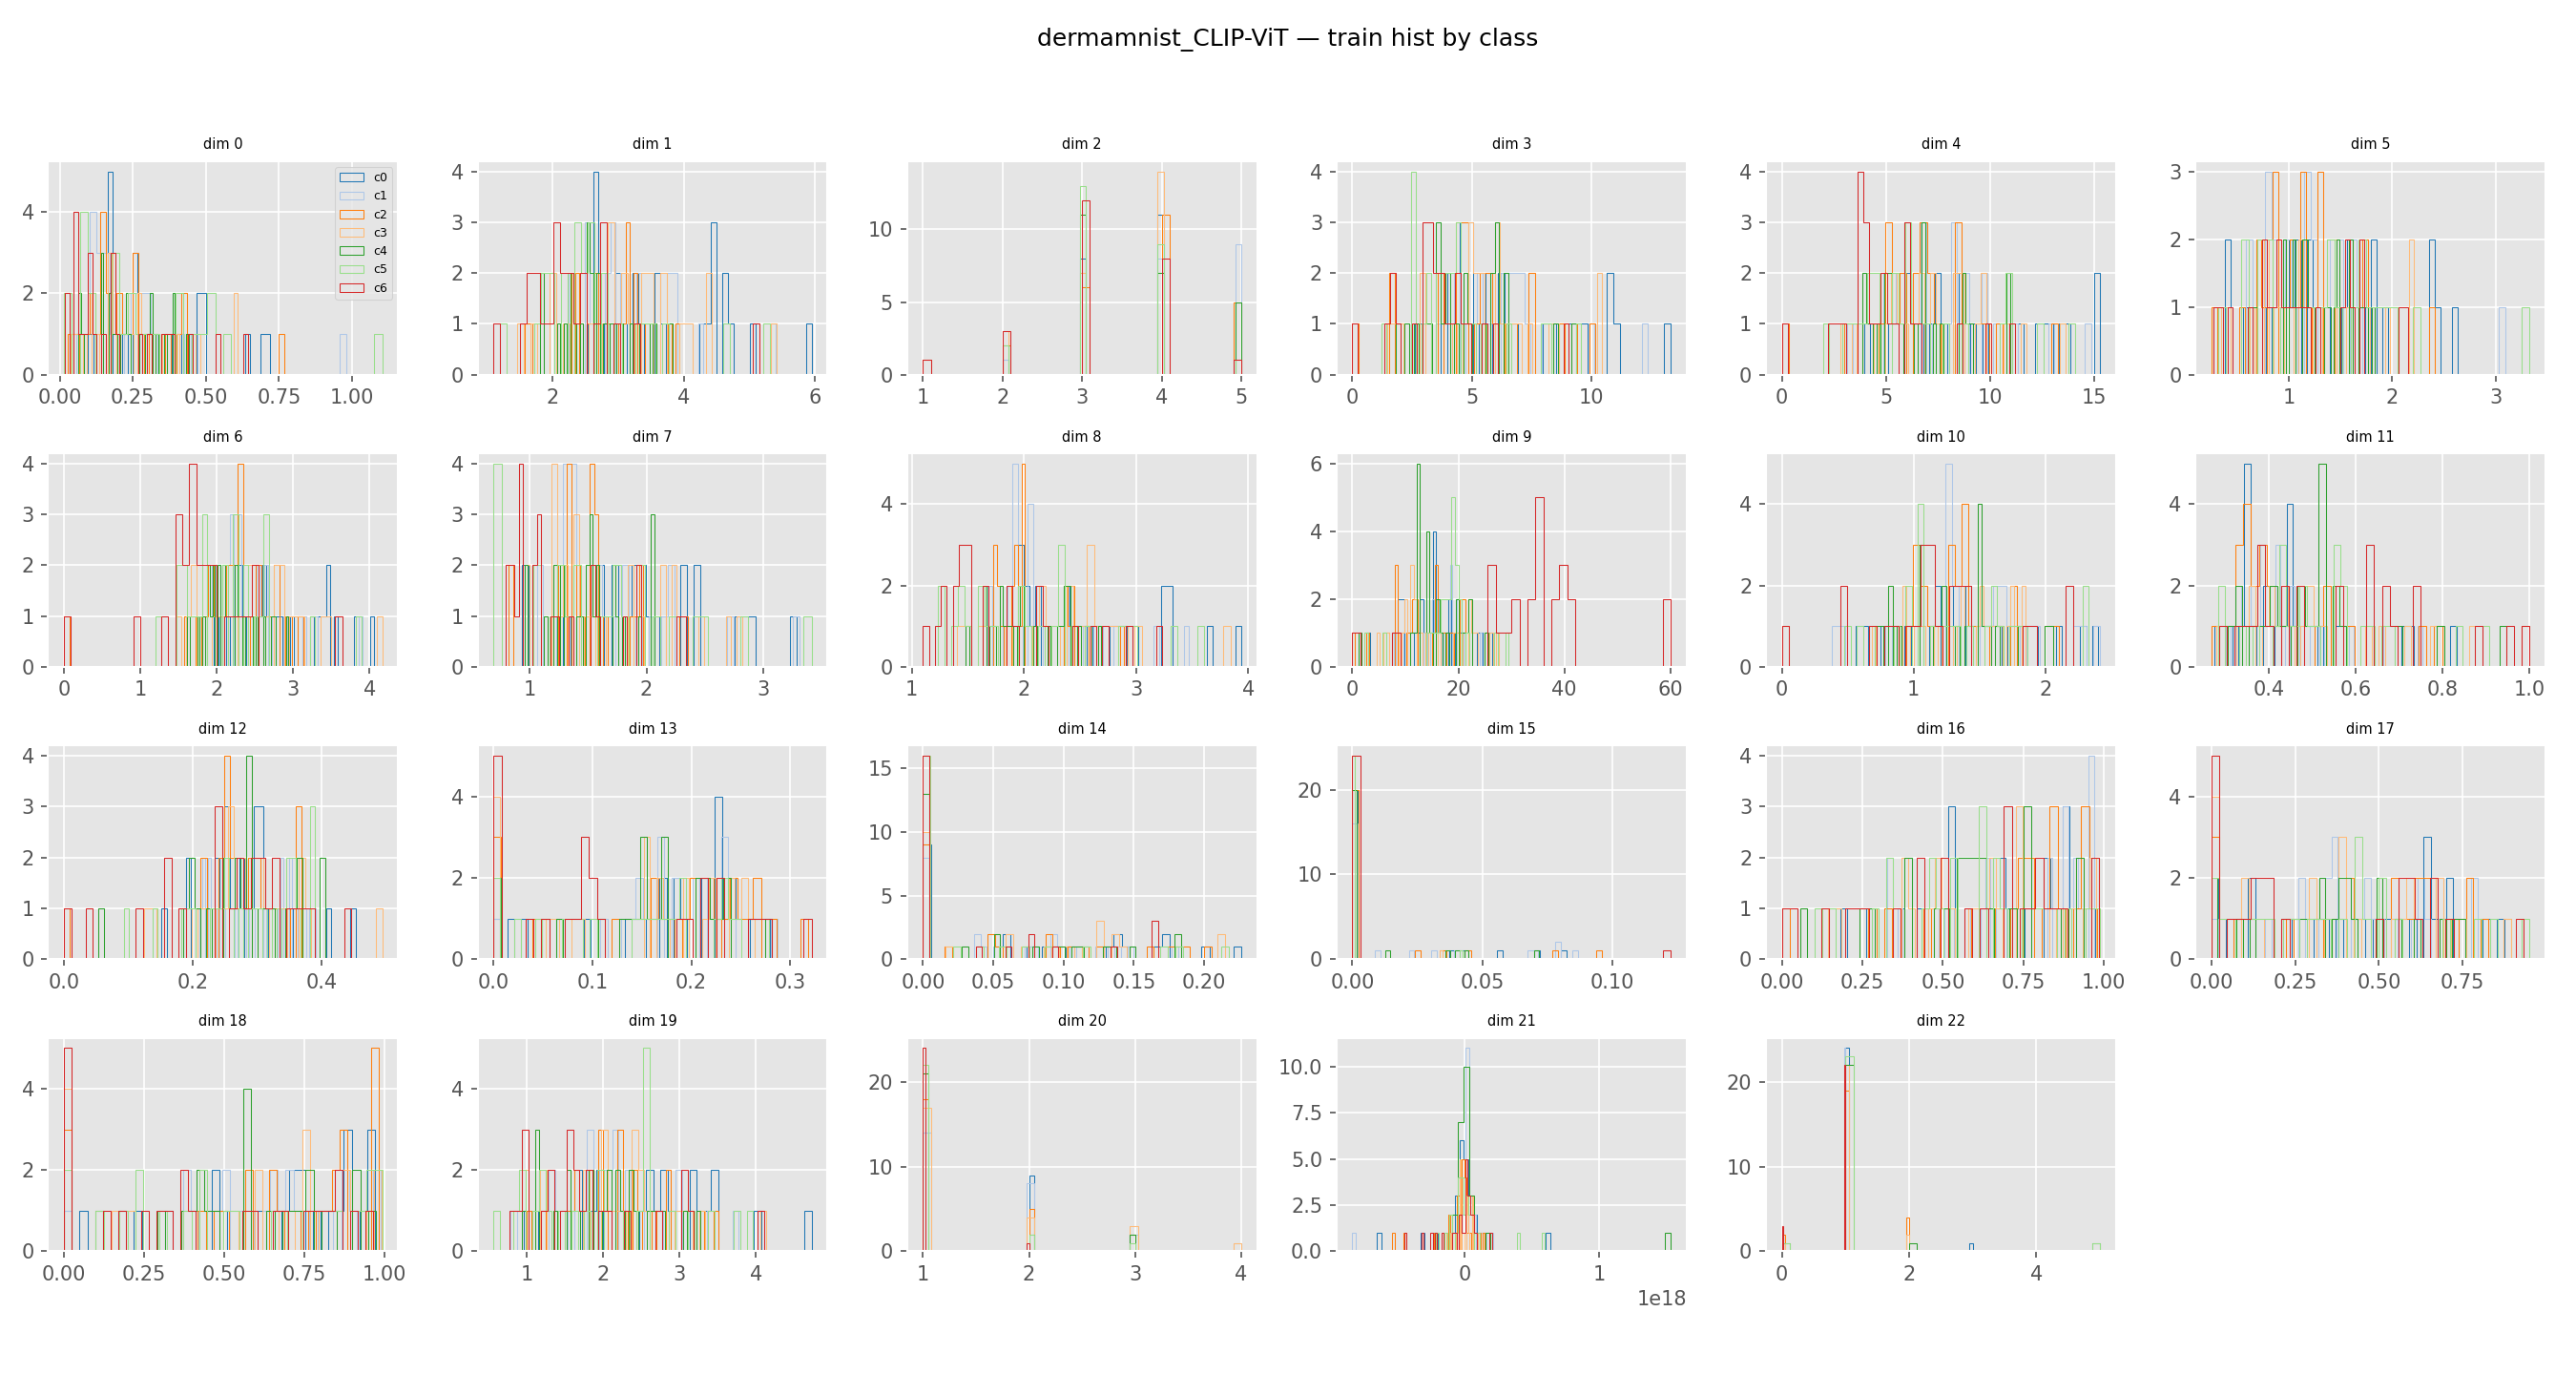 dermamnist_CLIP-ViT — train hist by class
dim 0
dim 1
dim 2
dim 3
dim 4
dim 5
4
2
0
0.00 0.25 0.50 0.75 1.00
c0
c1
c2
c3
c4
c5
c6
4
3
2
1
0
2 4 6
10
5
0
1 2 3 4 5
4
3
2
1
0
0 5 10
4
3
2
1
0
0 5 10 15
3
2
1
0
1 2 3
dim 6
dim 7
dim 8
dim 9
dim 10
dim 11
4
3
2
1
0
0 1 2 3 4
4
3
2
1
0
1 2 3
4
2
0
1 2 3 4
6
4
2
0
0 20 40 60
4
2
0
0 1 2
4
2
0
0.4 0.6 0.8 1.0
dim 12
dim 13
dim 14
dim 15
dim 16
dim 17
4
3
2
1
0
0.0 0.2 0.4
4
2
0
0.0 0.1 0.2 0.3
15
10
5
0
0.00 0.05 0.10 0.15 0.20
20
10
0
0.00 0.05 0.10
4
3
2
1
0
0.00 0.25 0.50 0.75 1.00
4
2
0
0.00 0.25 0.50 0.75
dim 18
dim 19
dim 20
dim 21
dim 22
4
2
0
0.00 0.25 0.50 0.75 1.00
4
2
0
1 2 3 4
20
10
0
1 2 3 4
10.0
7.5
5.0
2.5
0.0
0 1
1e18
20
10
0
0 2 4